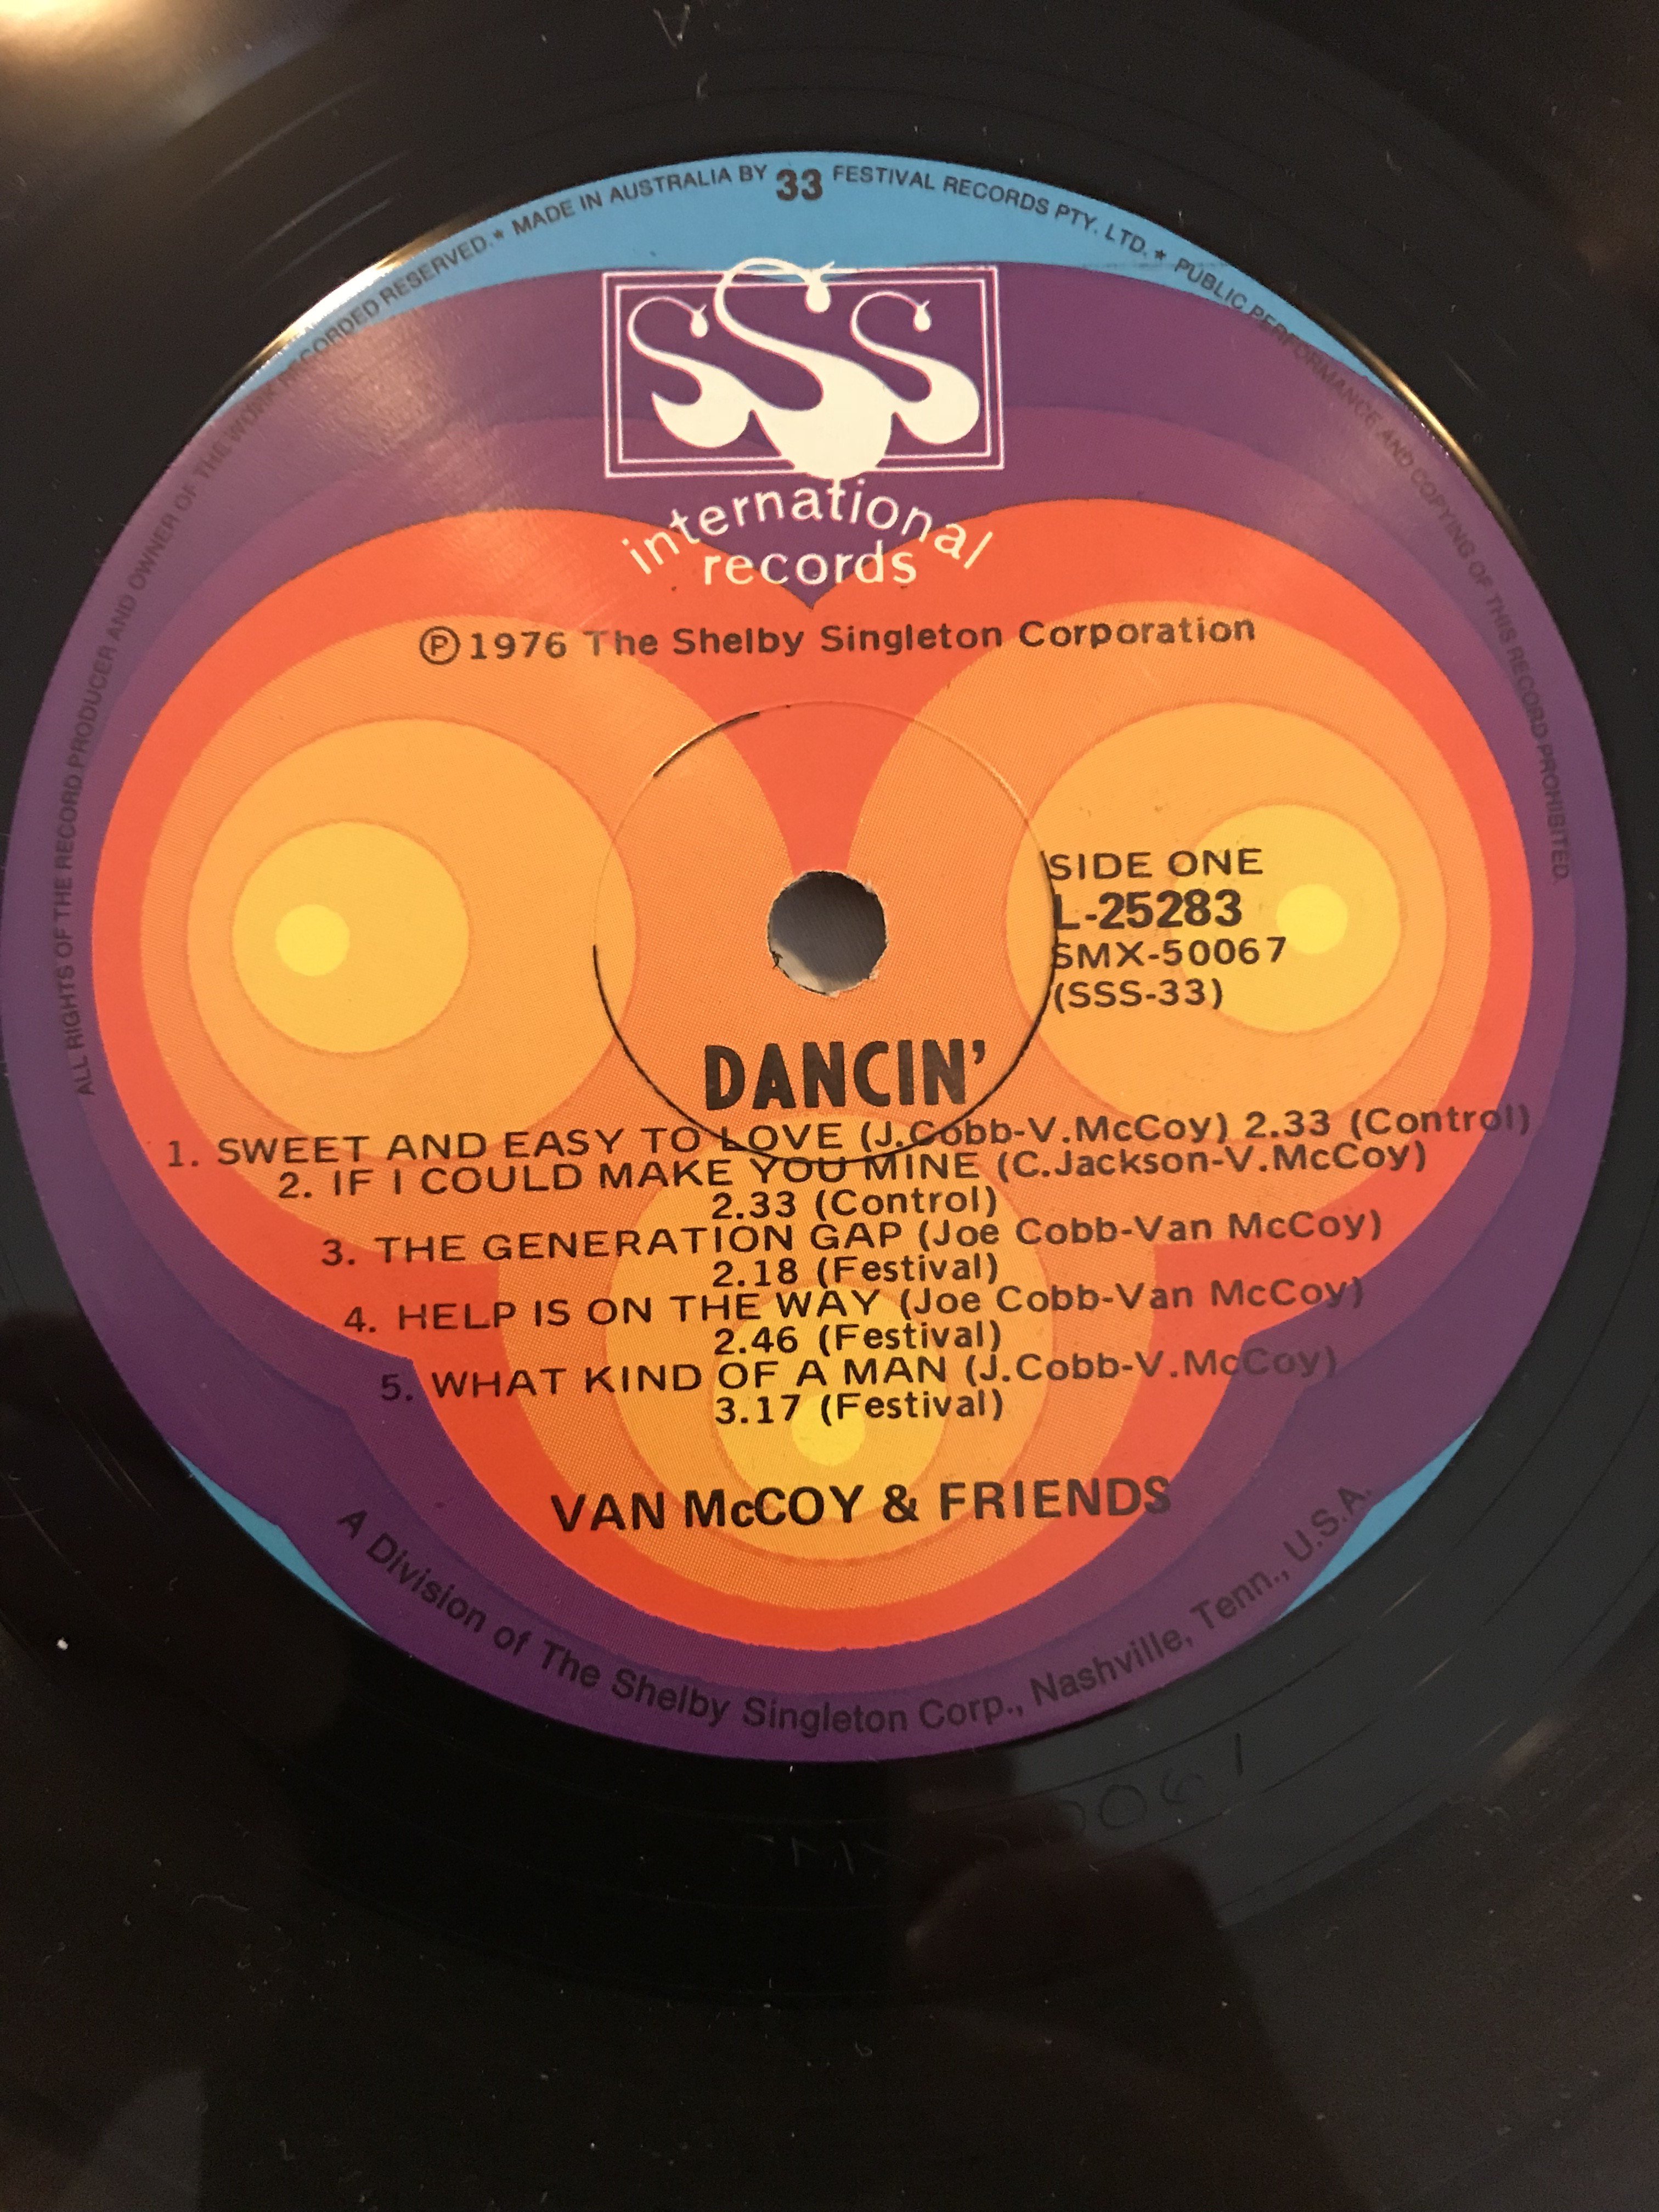 ALL RIGHTS OF THE RECORD PRODUCER AND OWNER OF THE WORK RECORDED RESERVED.* MADE IN AUSTRALIA BY 33 FESTIVAL RECORDS PTY. LTD. * PUBLIC PERFORMANCE AND COPYING OF THIS RECORD PROHIBITED.
SSS
international
records
Ⓟ1976 The Shelby Singleton Corporation
SIDE ONE
L-25283
SMX-50067
(SSS-33)
DANCIN'
1. SWEET AND EASY TO LOVE (J.Cobb-V.McCoy) 2.33 (Control)
2. IF I COULD MAKE YOU MINE (C.Jackson-V.McCoy)
2.33 (Control)
3. THE GENERATION GAP (Joe Cobb-Van McCoy)
2.18 (Festival)
4. HELP IS ON THE WAY (Joe Cobb-Van McCoy)
2.46 (Festival)
5. WHAT KIND OF A MAN (J.Cobb-V.McCoy)
3.17 (Festival)
VAN McCOY & FRIENDS
A Division of The Shelby Singleton Corp., Nashville, Tenn., U.S.A.